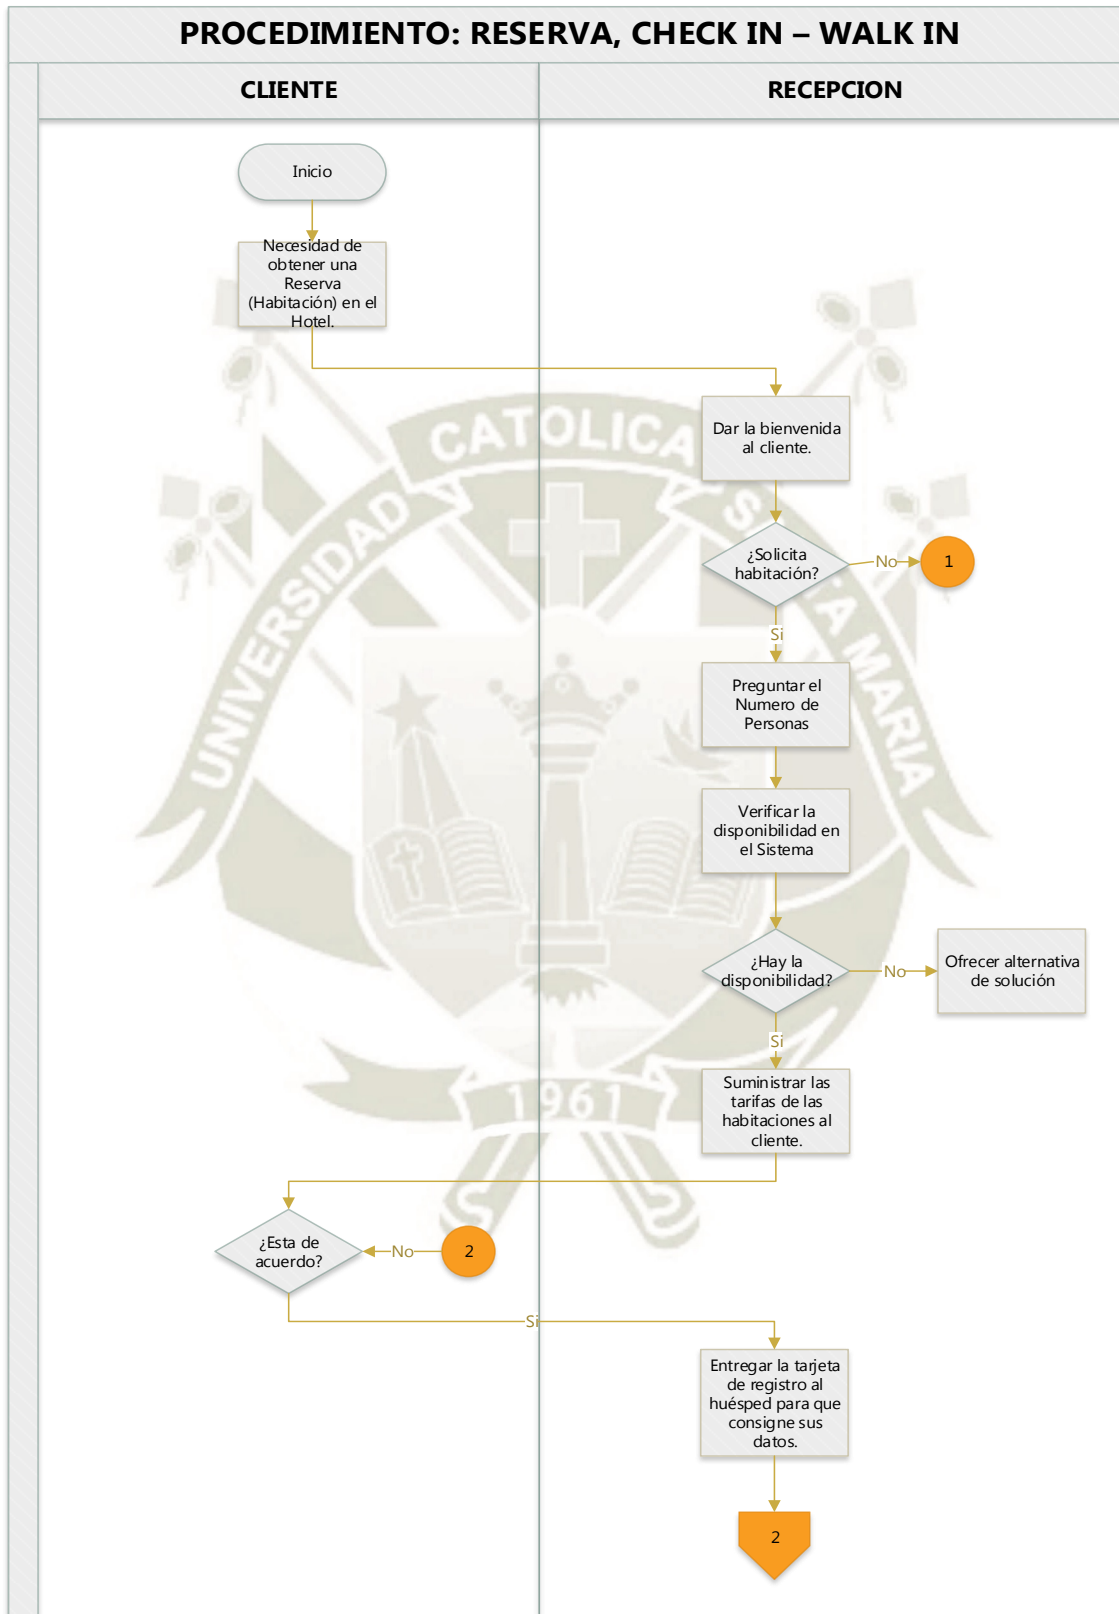 PROCEDIMIENTO: RESERVA, CHECK IN – WALK IN
CLIENTE
RECEPCION
Inicio
Necesidad de
obtener una
Reserva
(Habitación) en el
Hotel.
Dar la bienvenida
al cliente.
¿Solicita
habitación?
No
1
Si
Preguntar el
Numero de
Personas
Verificar la
disponibilidad en
el Sistema
¿Hay la
disponibilidad?
No
Ofrecer alternativa
de solución
Si
Suministrar las
tarifas de las
habitaciones al
cliente.
¿Esta de
acuerdo?
No
2
Si
Entregar la tarjeta
de registro al
huésped para que
consigne sus
datos.
2
UNIVERSIDAD CATOLICA SANTA MARIA
1961